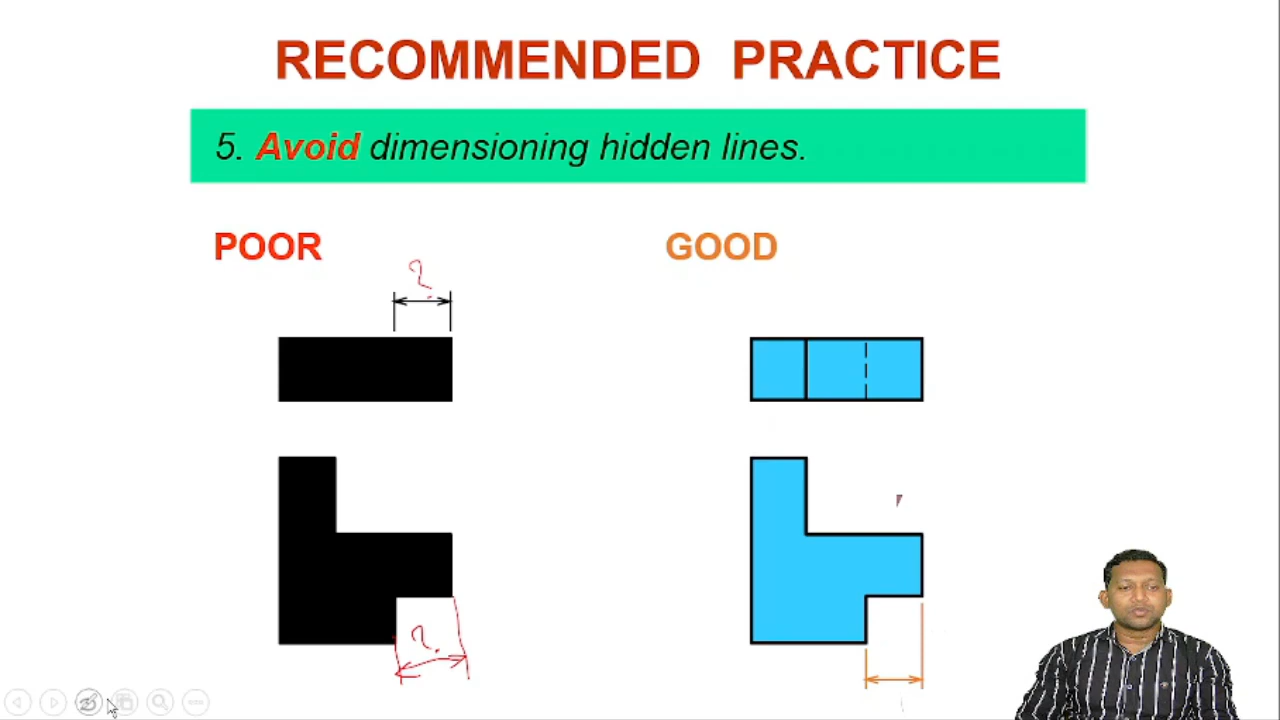 RECOMMENDED PRACTICE
5. Avoid dimensioning hidden lines.
POOR
GOOD
?
?